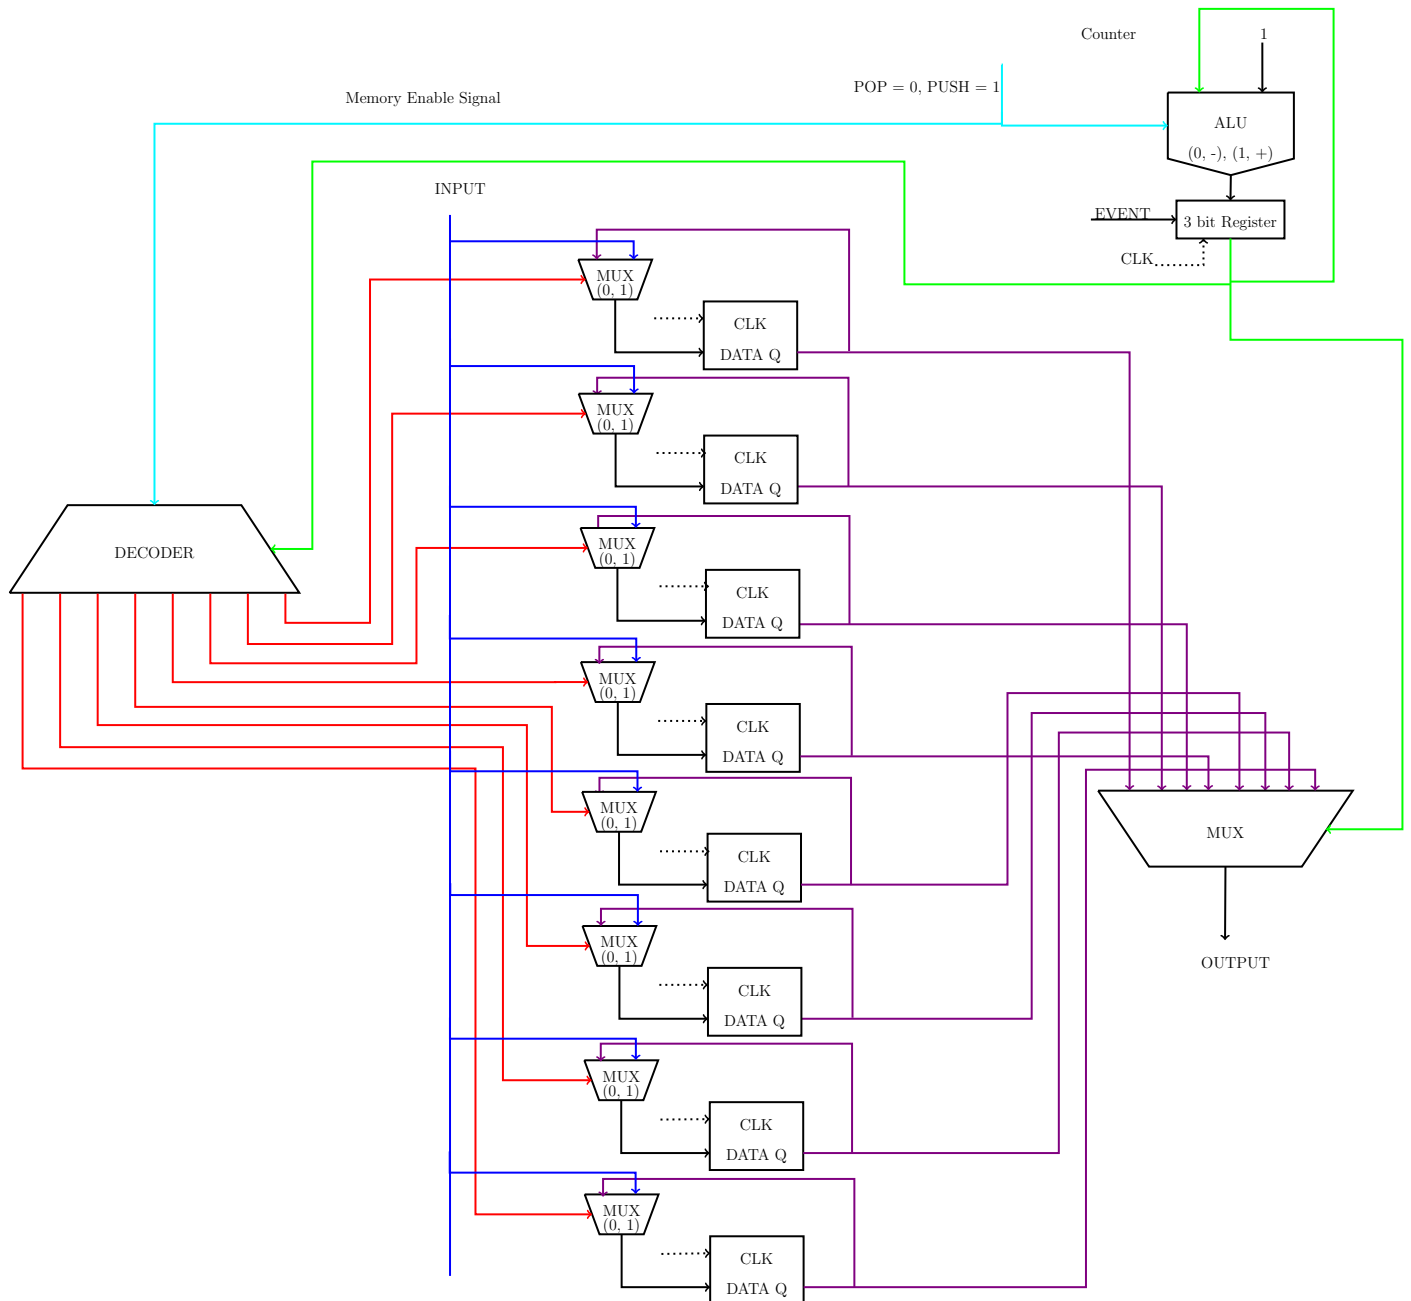 Counter
1
POP = 0, PUSH = 1
Memory Enable Signal
ALU
(0, -), (1, +)
INPUT
EVENT
3 bit Register
CLK
MUX
(0, 1)
CLK
DATA Q
MUX
(0, 1)
CLK
DATA Q
DECODER
MUX
(0, 1)
CLK
DATA Q
MUX
(0, 1)
CLK
DATA Q
MUX
(0, 1)
CLK
DATA Q
MUX
MUX
(0, 1)
CLK
DATA Q
OUTPUT
MUX
(0, 1)
CLK
DATA Q
MUX
(0, 1)
CLK
DATA Q